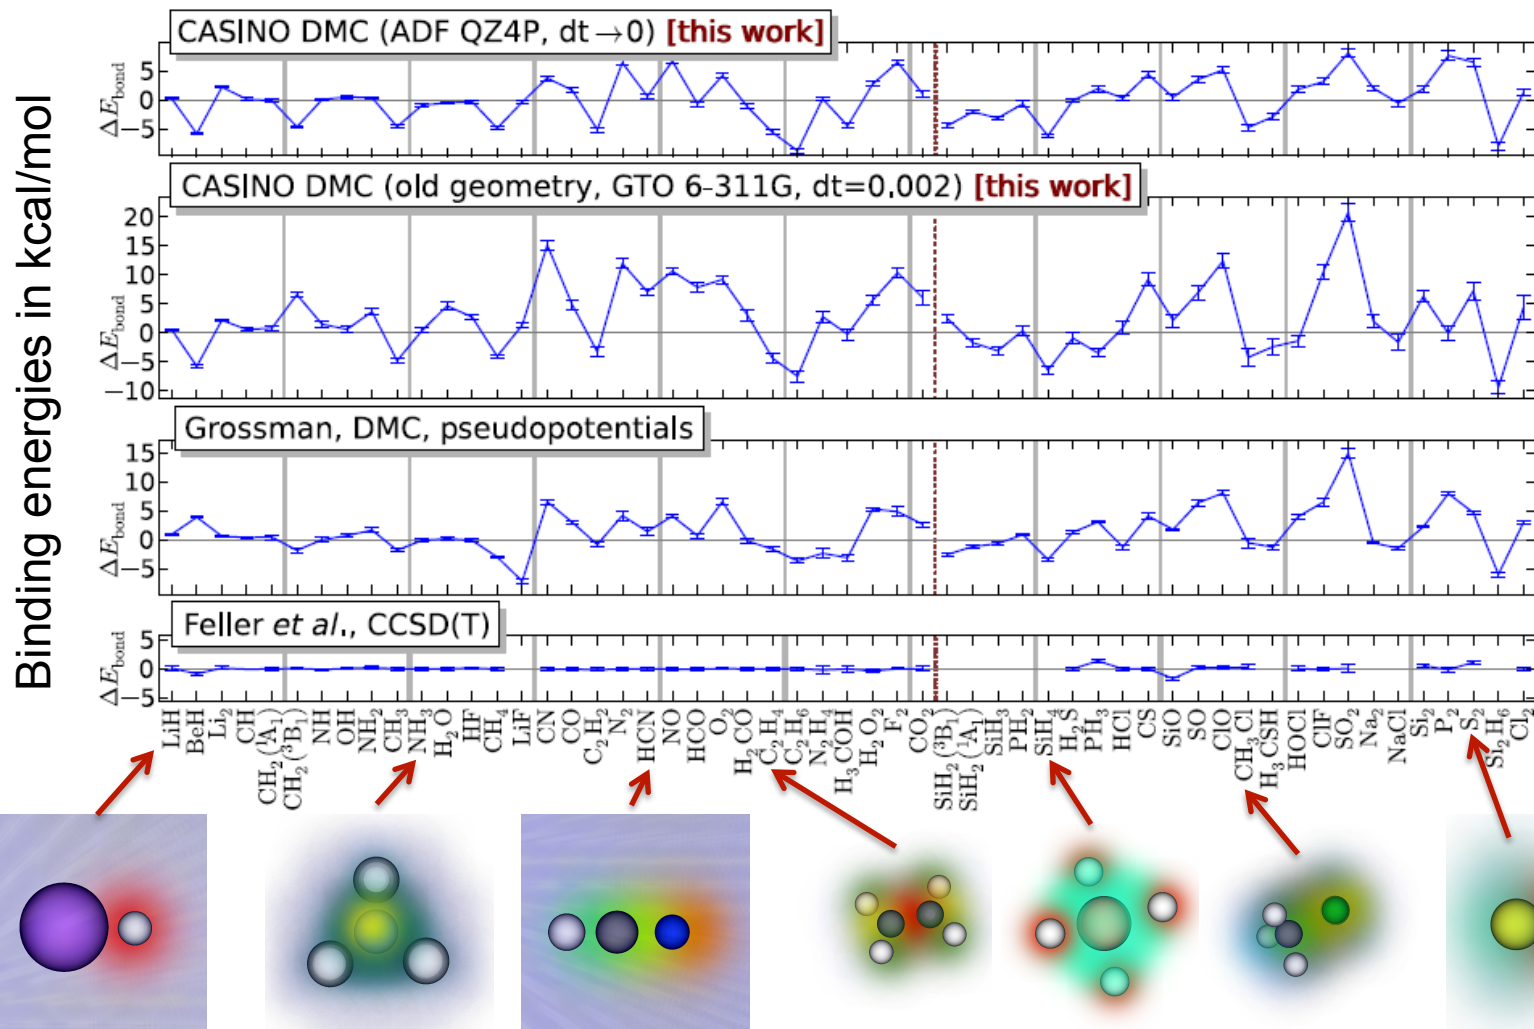 Binding energies in kcal/mol
CASINO DMC (ADF QZ4P, dt→0) [this work]
ΔE_bond
5
0
−5
CASINO DMC (old geometry, GTO 6-311G, dt=0.002) [this work]
ΔE_bond
20
15
10
5
0
−5
−10
Grossman, DMC, pseudopotentials
ΔE_bond
15
10
5
0
−5
Feller et al., CCSD(T)
ΔE_bond
5
0
−5
LiH
BeH
Li₂
CH
CH₂ (¹A₁)
CH₂ (³B₁)
NH
OH
NH₂
CH₃
NH₃
H₂O
HF
CH₄
LiF
CN
CO
C₂H₂
N₂
HCN
NO
HCO
O₂
H₂CO
C₂H₄
C₂H₆
N₂H₄
H₃COH
H₂O₂
F₂
CO₂
SiH₂ (³B₁)
SiH₂ (¹A₁)
SiH₃
PH₂
SiH₄
H₂S
PH₃
HCl
CS
SiO
SO
ClO
CH₃Cl
H₃CSH
HOCl
ClF
SO₂
Na₂
NaCl
Si₂
P₂
S₂
Si₂H₆
Cl₂